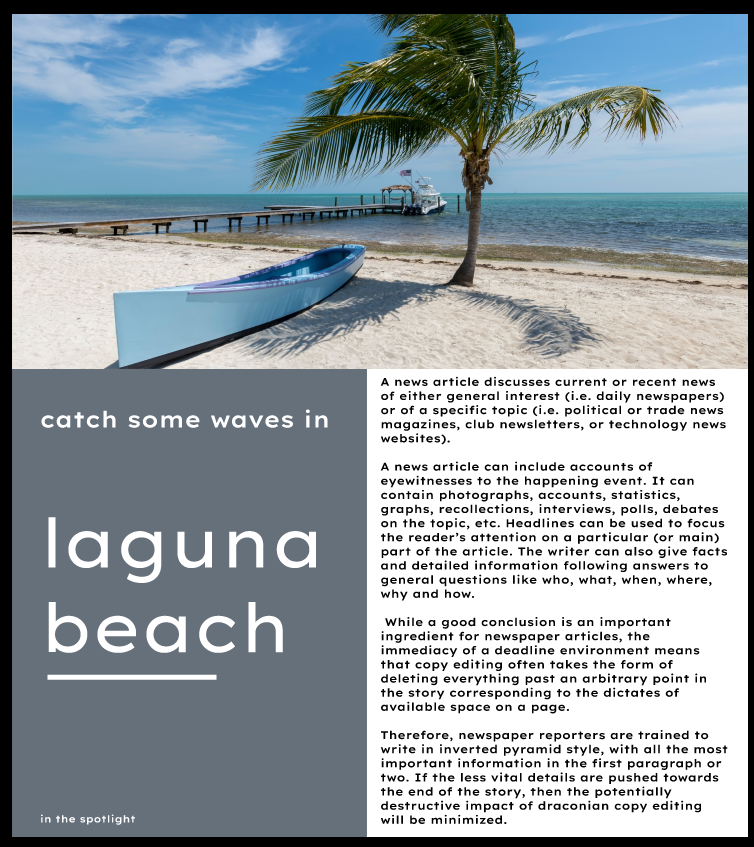 catch some waves in
laguna
beach
in the spotlight
A news article discusses current or recent news
of either general interest (i.e. daily newspapers)
or of a specific topic (i.e. political or trade news
magazines, club newsletters, or technology news
websites).
A news article can include accounts of
eyewitnesses to the happening event. It can
contain photographs, accounts, statistics,
graphs, recollections, interviews, polls, debates
on the topic, etc. Headlines can be used to focus
the reader’s attention on a particular (or main)
part of the article. The writer can also give facts
and detailed information following answers to
general questions like who, what, when, where,
why and how.
While a good conclusion is an important
ingredient for newspaper articles, the
immediacy of a deadline environment means
that copy editing often takes the form of
deleting everything past an arbitrary point in
the story corresponding to the dictates of
available space on a page.
Therefore, newspaper reporters are trained to
write in inverted pyramid style, with all the most
important information in the first paragraph or
two. If the less vital details are pushed towards
the end of the story, then the potentially
destructive impact of draconian copy editing
will be minimized.